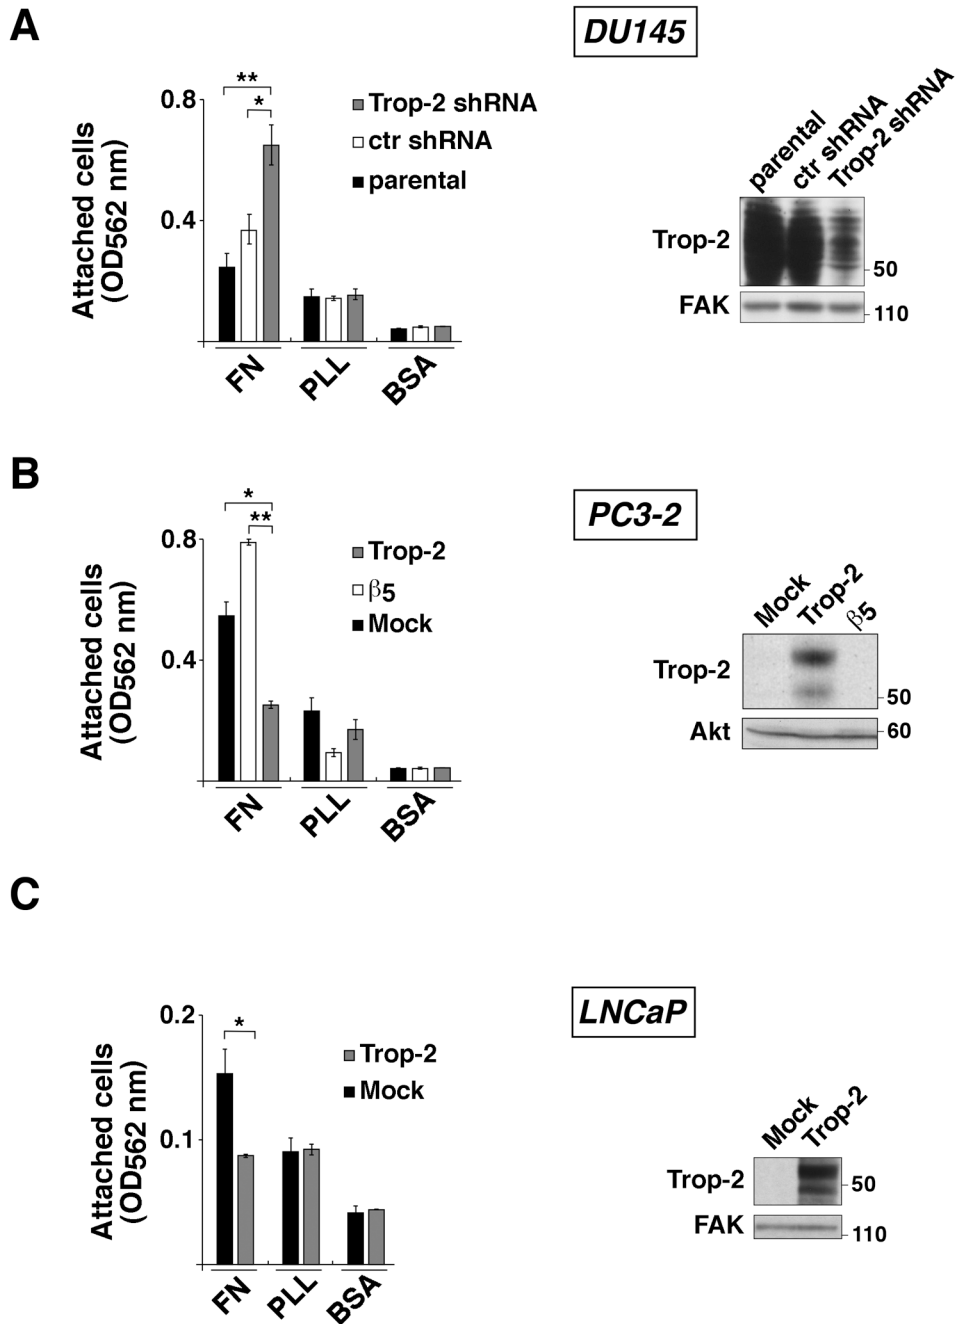 A
DU145
**
*
0.8
0.4
Attached cells
(OD562 nm)
Trop-2 shRNA
ctr shRNA
parental
FN
PLL
BSA
parental
ctr shRNA
Trop-2 shRNA
Trop-2
50
FAK
110
B
PC3-2
*
**
0.8
0.4
Attached cells
(OD562 nm)
Trop-2
β5
Mock
FN
PLL
BSA
Mock
Trop-2
β5
Trop-2
50
Akt
60
C
LNCaP
*
0.2
0.1
Attached cells
(OD562 nm)
Trop-2
Mock
FN
PLL
BSA
Mock
Trop-2
Trop-2
50
FAK
110